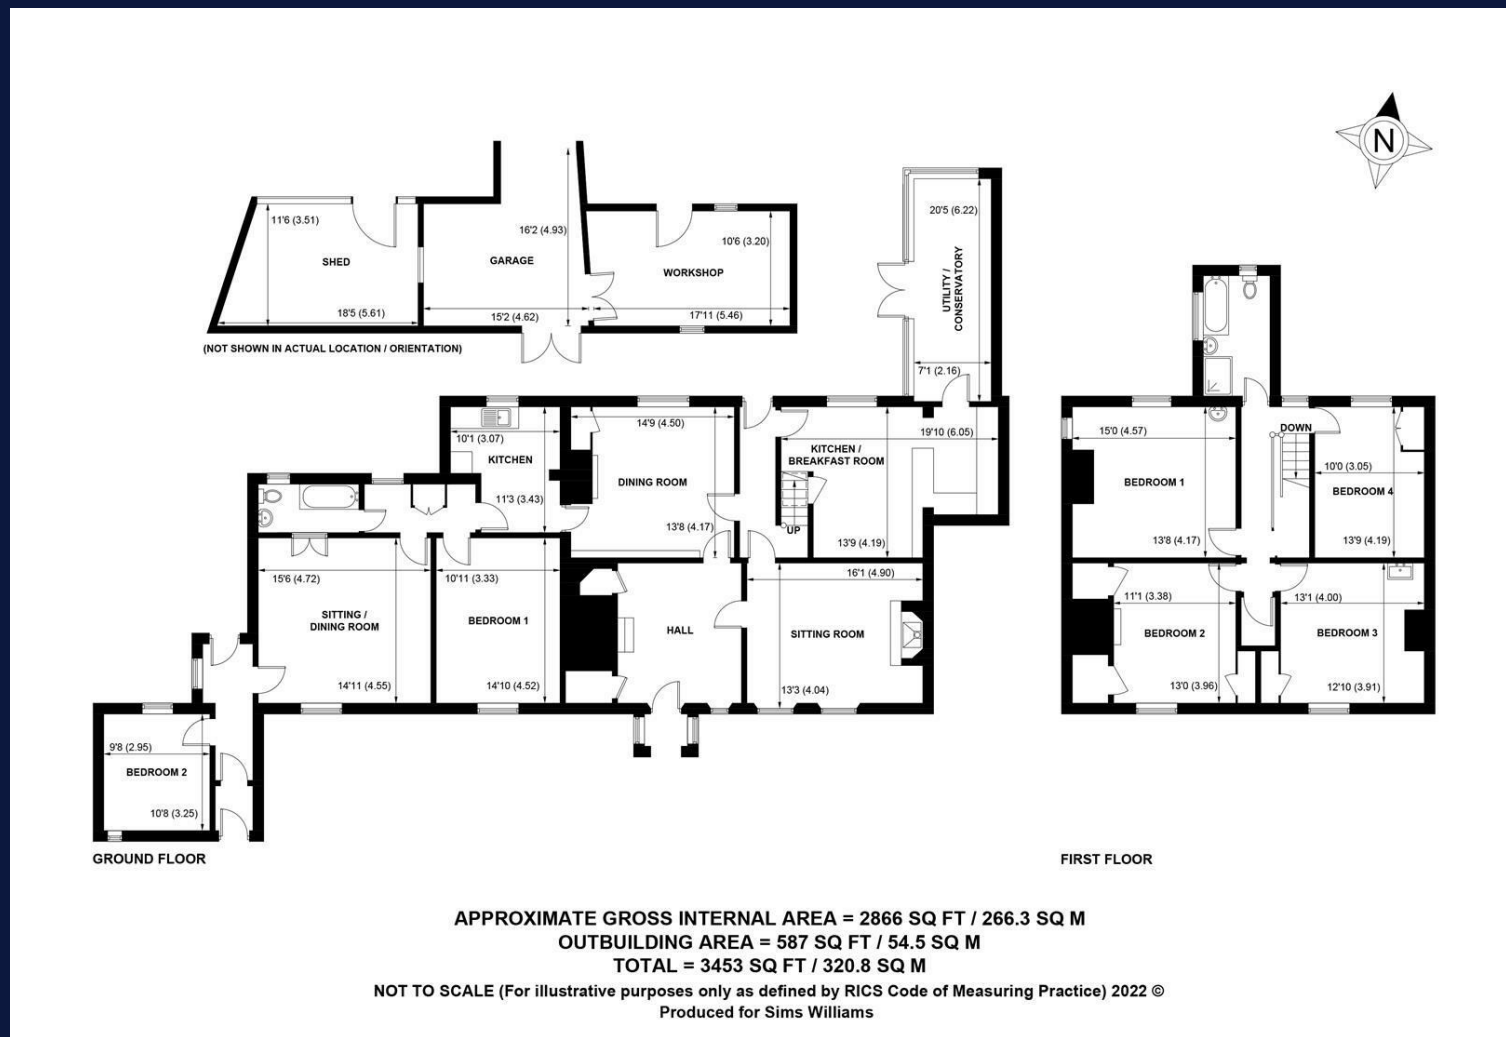 N
11'6 (3.51)
SHED
18'5 (5.61)
16'2 (4.93)
GARAGE
15'2 (4.62)
10'6 (3.20)
WORKSHOP
17'11 (5.46)
(NOT SHOWN IN ACTUAL LOCATION / ORIENTATION)
20'5 (6.22)
UTILITY /
CONSERVATORY
7'1 (2.16)
10'1 (3.07)
KITCHEN
11'3 (3.43)
14'9 (4.50)
DINING ROOM
13'8 (4.17)
19'10 (6.05)
KITCHEN /
BREAKFAST ROOM
UP
13'9 (4.19)
15'6 (4.72)
SITTING /
DINING ROOM
14'11 (4.55)
10'11 (3.33)
BEDROOM 1
14'10 (4.52)
HALL
16'1 (4.90)
SITTING ROOM
13'3 (4.04)
9'8 (2.95)
BEDROOM 2
10'8 (3.25)
GROUND FLOOR
15'0 (4.57)
BEDROOM 1
13'8 (4.17)
DOWN
10'0 (3.05)
BEDROOM 4
13'9 (4.19)
11'1 (3.38)
BEDROOM 2
13'0 (3.96)
13'1 (4.00)
BEDROOM 3
12'10 (3.91)
FIRST FLOOR
APPROXIMATE GROSS INTERNAL AREA = 2866 SQ FT / 266.3 SQ M
OUTBUILDING AREA = 587 SQ FT / 54.5 SQ M
TOTAL = 3453 SQ FT / 320.8 SQ M
NOT TO SCALE (For illustrative purposes only as defined by RICS Code of Measuring Practice) 2022 ©
Produced for Sims Williams